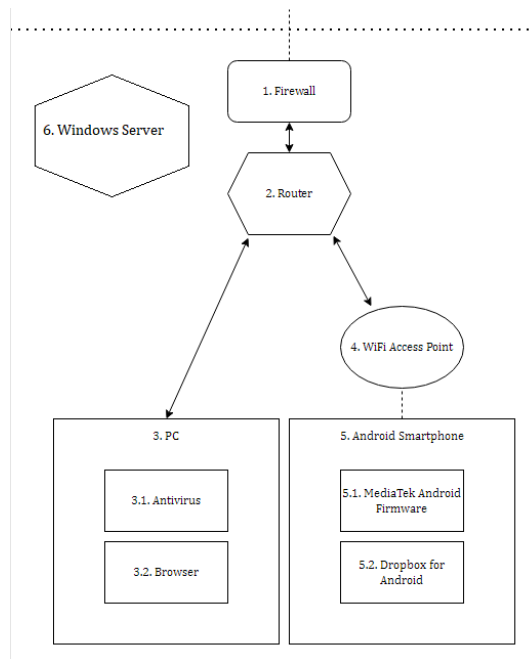 1. Firewall
6. Windows Server
2. Router
4. WiFi Access Point
3. PC
5. Android Smartphone
3.1. Antivirus
5.1. MediaTek Android
Firmware
3.2. Browser
5.2. Dropbox for
Android